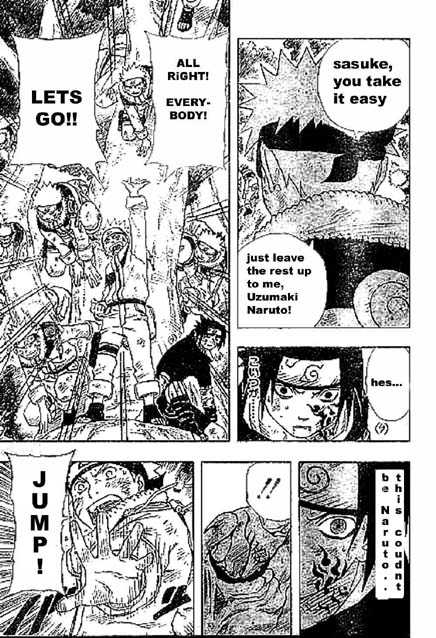 sasuke,
you take
it easy
just leave
the rest up
to me,
Uzumaki
Naruto!
hes...
ALL
RiGHT!
EVERY-
BODY!
LETS
GO!!
this coudnt
be Naruto..
!!
JUMP!